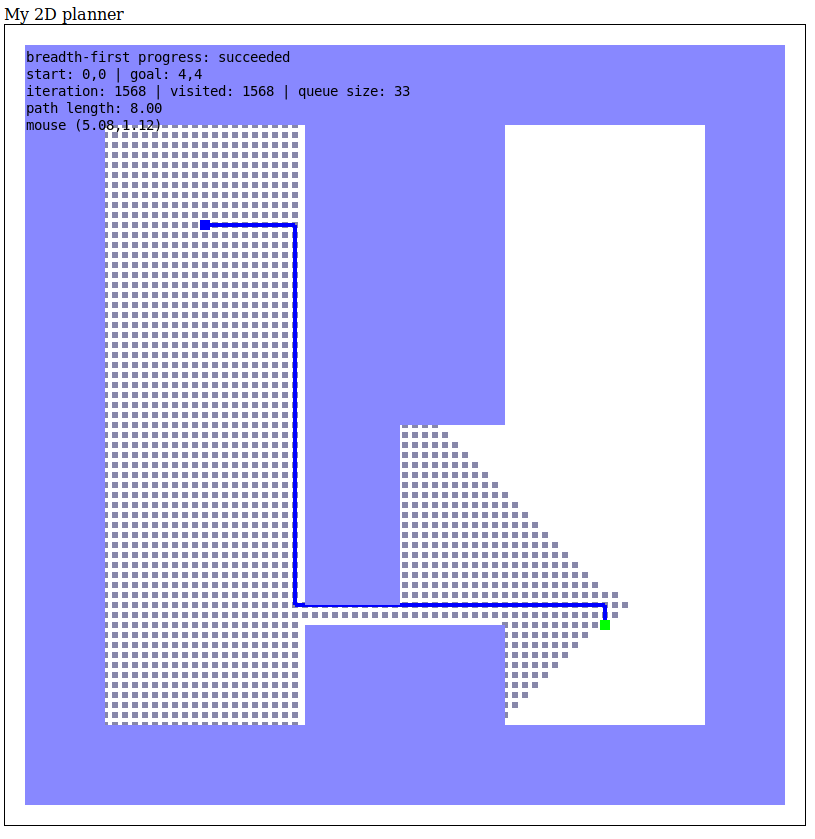 My 2D planner
breadth-first progress: succeeded
start: 0,0 | goal: 4,4
iteration: 1568 | visited: 1568 | queue size: 33
path length: 8.00
mouse (5.08,1.12)